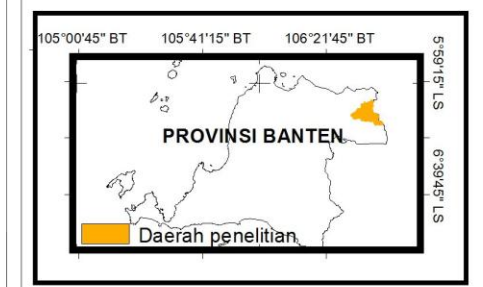 105°00'45" BT 105°41'15" BT 106°21'45" BT
5°59'15" LS
PROVINSI BANTEN
6°39'45" LS
Daerah penelitian